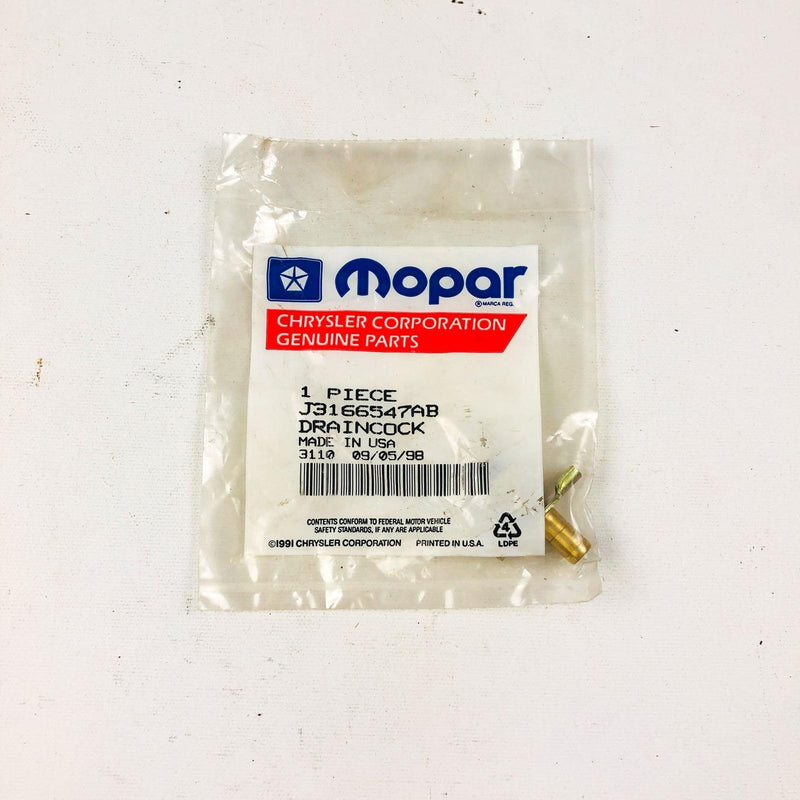 Mopar
® MARCA REG.
CHRYSLER CORPORATION
GENUINE PARTS
1 PIECE
J3166547AB
DRAINCOCK
MADE IN USA
3110 09/05/98
CONTENTS CONFORM TO FEDERAL MOTOR VEHICLE
SAFETY STANDARDS, IF ANY ARE APPLICABLE
©1991 CHRYSLER CORPORATION PRINTED IN U.S.A.
4
LDPE